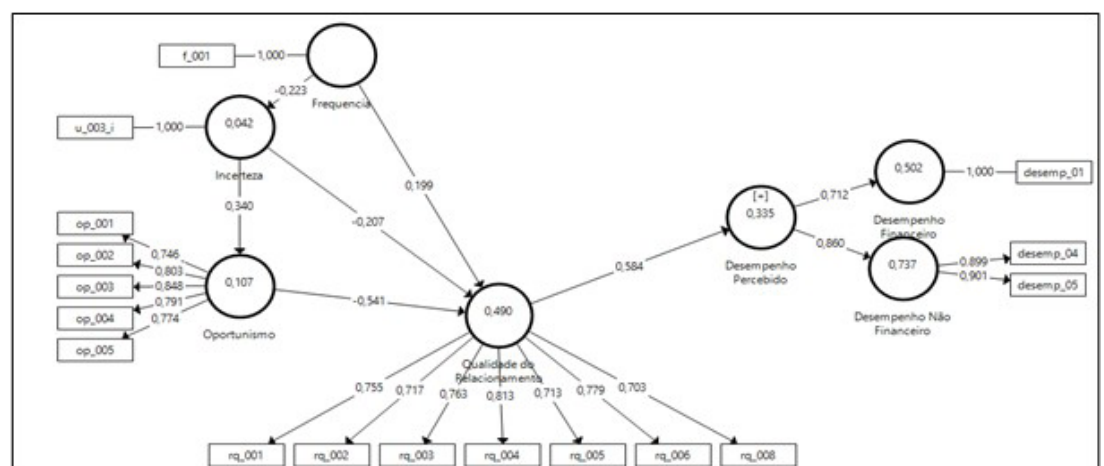 f_001
1,000
Frequencia
-0,223
u_003_i
1,000
0,042
Incerteza
0,199
0,340
-0,207
op_001
op_002
op_003
op_004
op_005
0,746
0,803
0,848
0,791
0,774
0,107
Oportunismo
-0,541
0,490
Qualidade do
Relacionamento
0,584
[+]
0,335
Desempenho
Percebido
0,712
0,860
0,502
1,000
desemp_01
Desempenho
Financeiro
0,737
0,899
0,901
desemp_04
desemp_05
Desempenho Não
Financeiro
0,755
0,717
0,763
0,813
0,713
0,779
0,703
rq_001
rq_002
rq_003
rq_004
rq_005
rq_006
rq_008